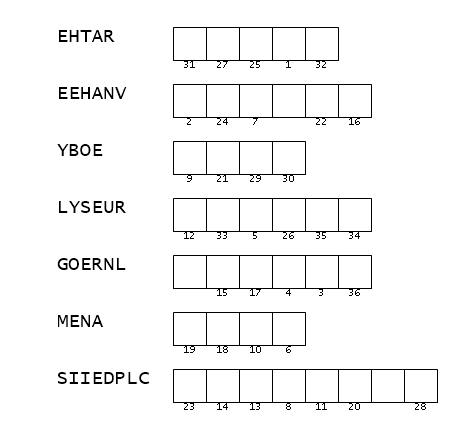 EHTAR
31 27 25 1 32
EEHANV
2 24 7 22 16
YBOE
9 21 29 30
LYSEUR
12 33 5 26 35 34
GOERNL
15 17 4 3 36
MENA
19 18 10 6
SIIEDPLC
23 14 13 8 11 20 28